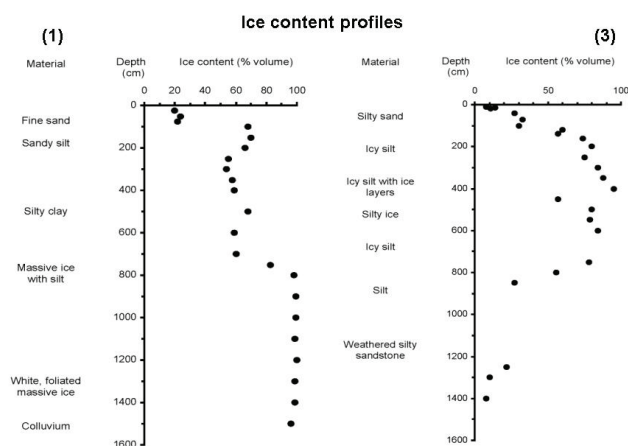 Ice content profiles
(1)
(3)
Material
Depth
(cm)
Ice content (% volume)
0 20 40 60 80 100
0
200
400
600
800
1000
1200
1400
1600
Fine sand
Sandy silt
Silty clay
Massive ice
with silt
White, foliated
massive ice
Colluvium
Material
Depth
(cm)
Ice content (% volume)
0 50 100
0
200
400
600
800
1000
1200
1400
1600
Silty sand
Icy silt
Icy silt with ice
layers
Silty ice
Icy silt
Silt
Weathered silty
sandstone